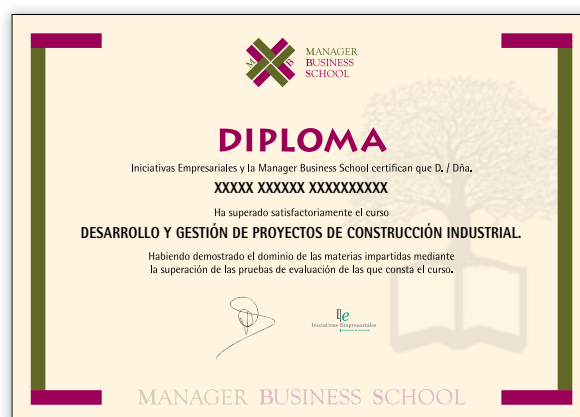 M B
MANAGER
BUSINESS
SCHOOL
DIPLOMA
Iniciativas Empresariales y la Manager Business School certifican que D. / Dña.
XXXXX XXXXXX XXXXXXXXXX
Ha superado satisfactoriamente el curso
DESARROLLO Y GESTIÓN DE PROYECTOS DE CONSTRUCCIÓN INDUSTRIAL.
Habiendo demostrado el dominio de las materias impartidas mediante
la superación de las pruebas de evaluación de las que consta el curso.
Iniciativas Empresariales
MANAGER BUSINESS SCHOOL